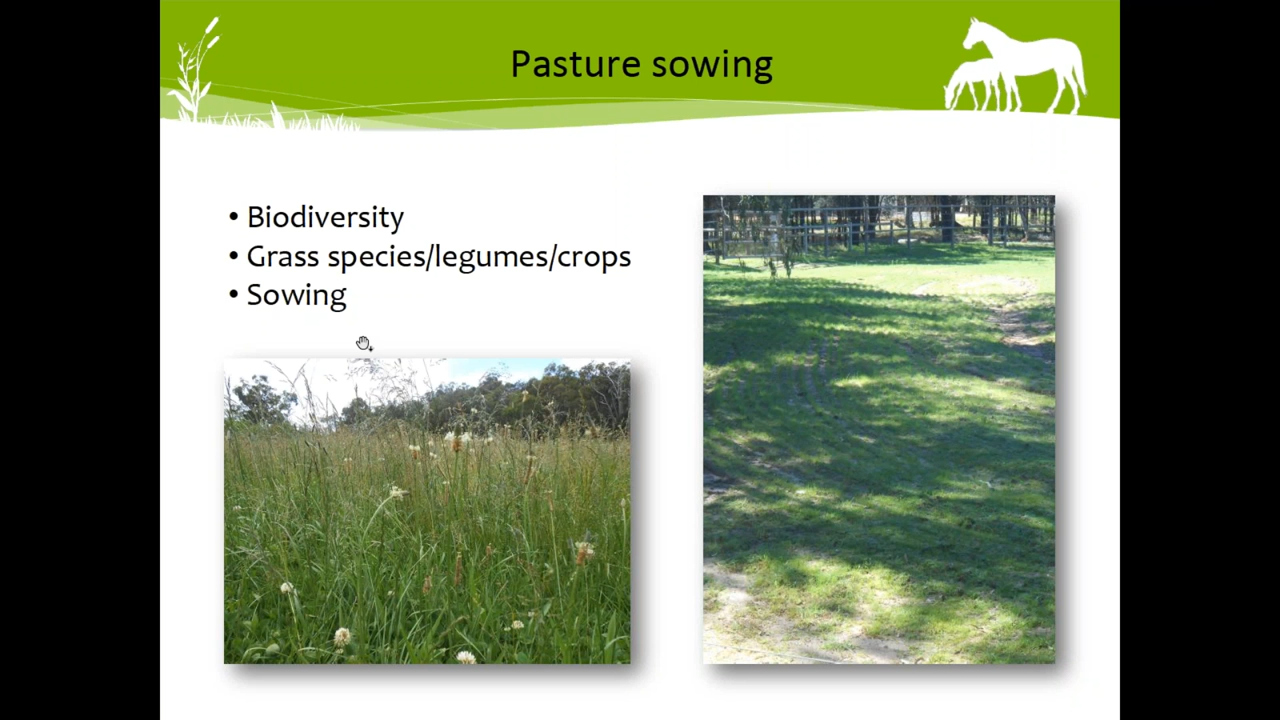 Pasture sowing
• Biodiversity
• Grass species/legumes/crops
• Sowing